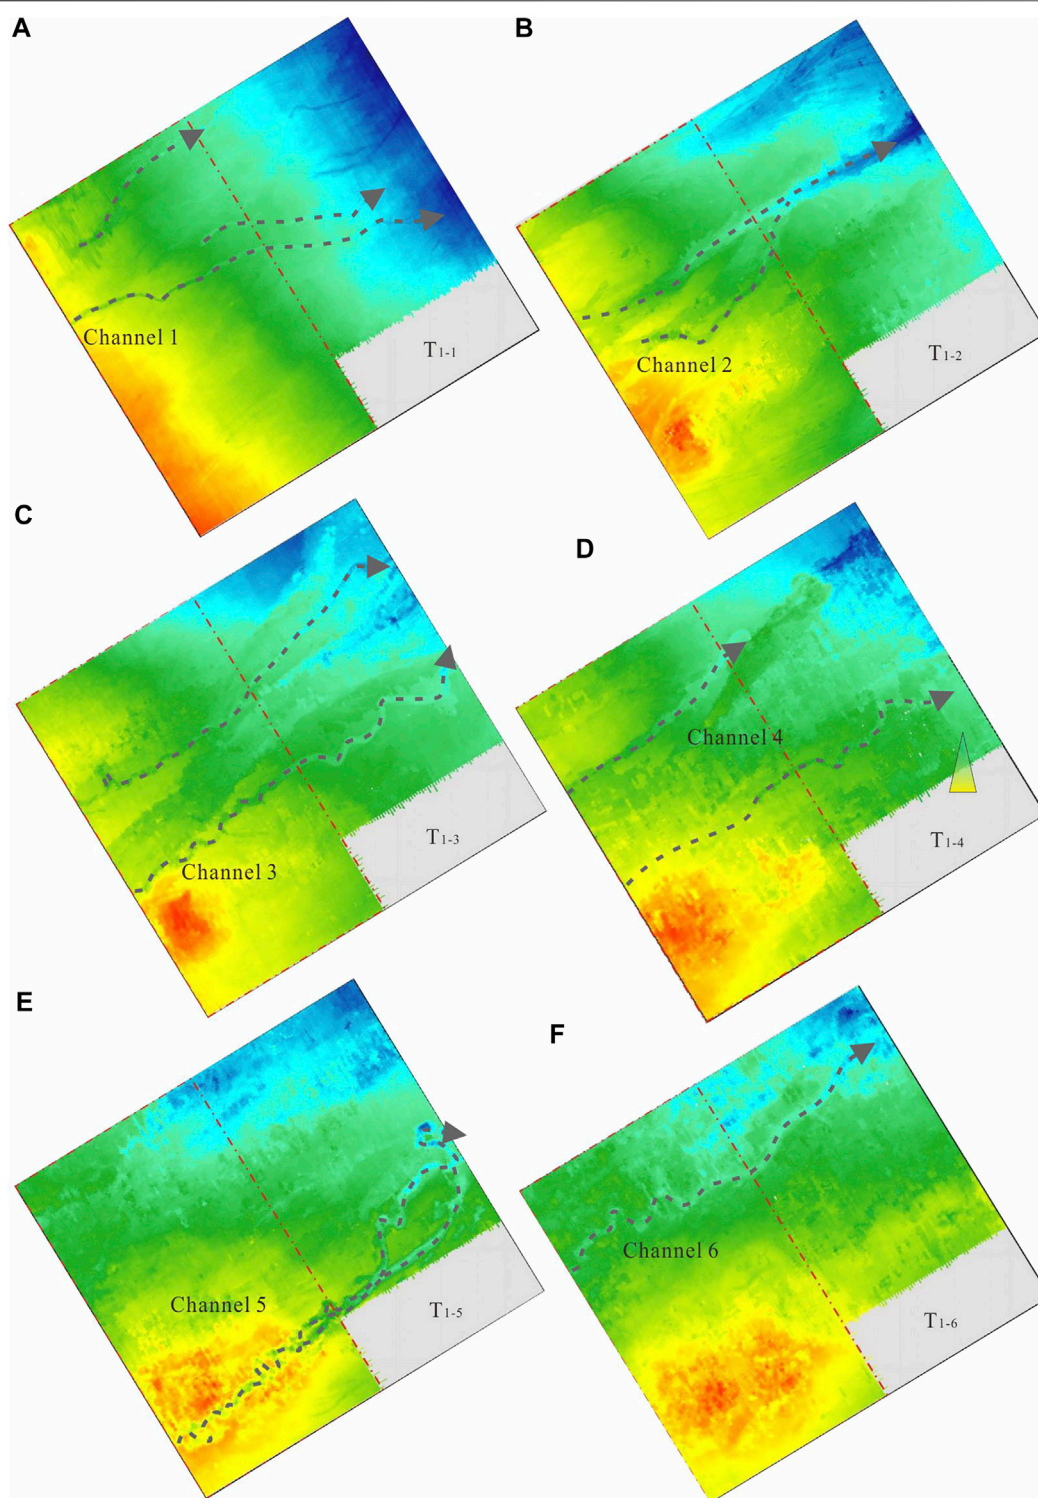 A
B
Channel 1
T1-1
Channel 2
T1-2
C
D
Channel 3
T1-3
Channel 4
T1-4
E
F
Channel 5
T1-5
Channel 6
T1-6